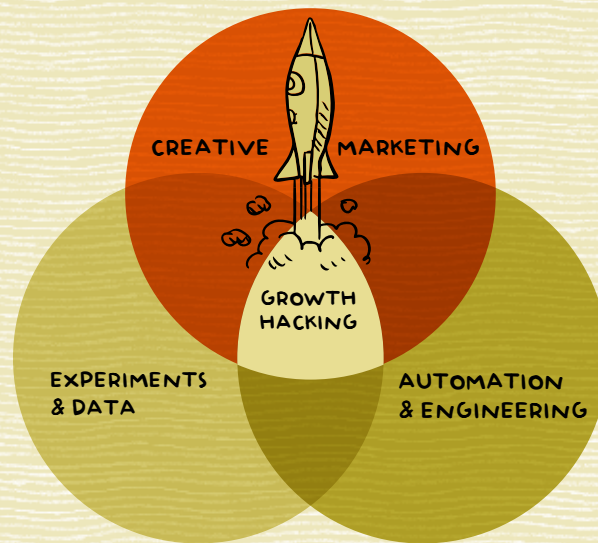 CREATIVE MARKETING
GROWTH
HACKING
EXPERIMENTS
& DATA
AUTOMATION
& ENGINEERING